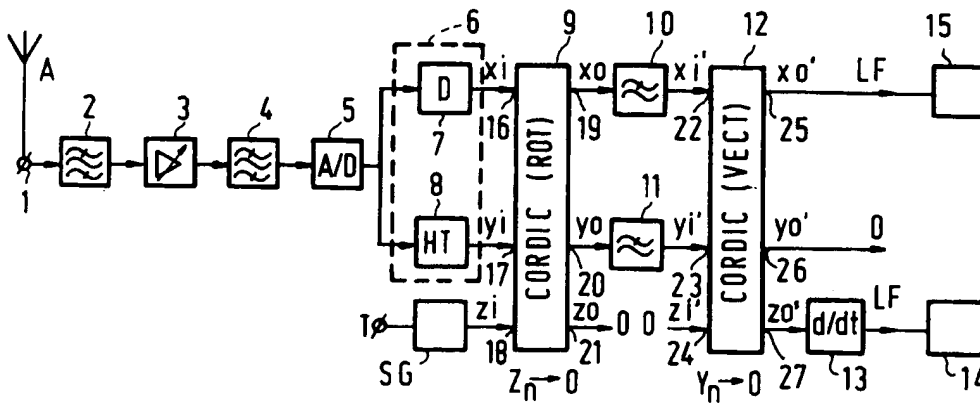 6 9 10 12 15
A xi xo xi' xo' LF
D
2 3 4 5 7 16 19 22 25
A/D
1
8 11
yi yo yi' yo' 0
HT
17 20 23 26
CORDIC (ROT)
CORDIC (VECT)
T zi zo 0 0 zi' zo' d/dt LF
SG 18 21 24 27 13 14
Zn→0 Yn→0